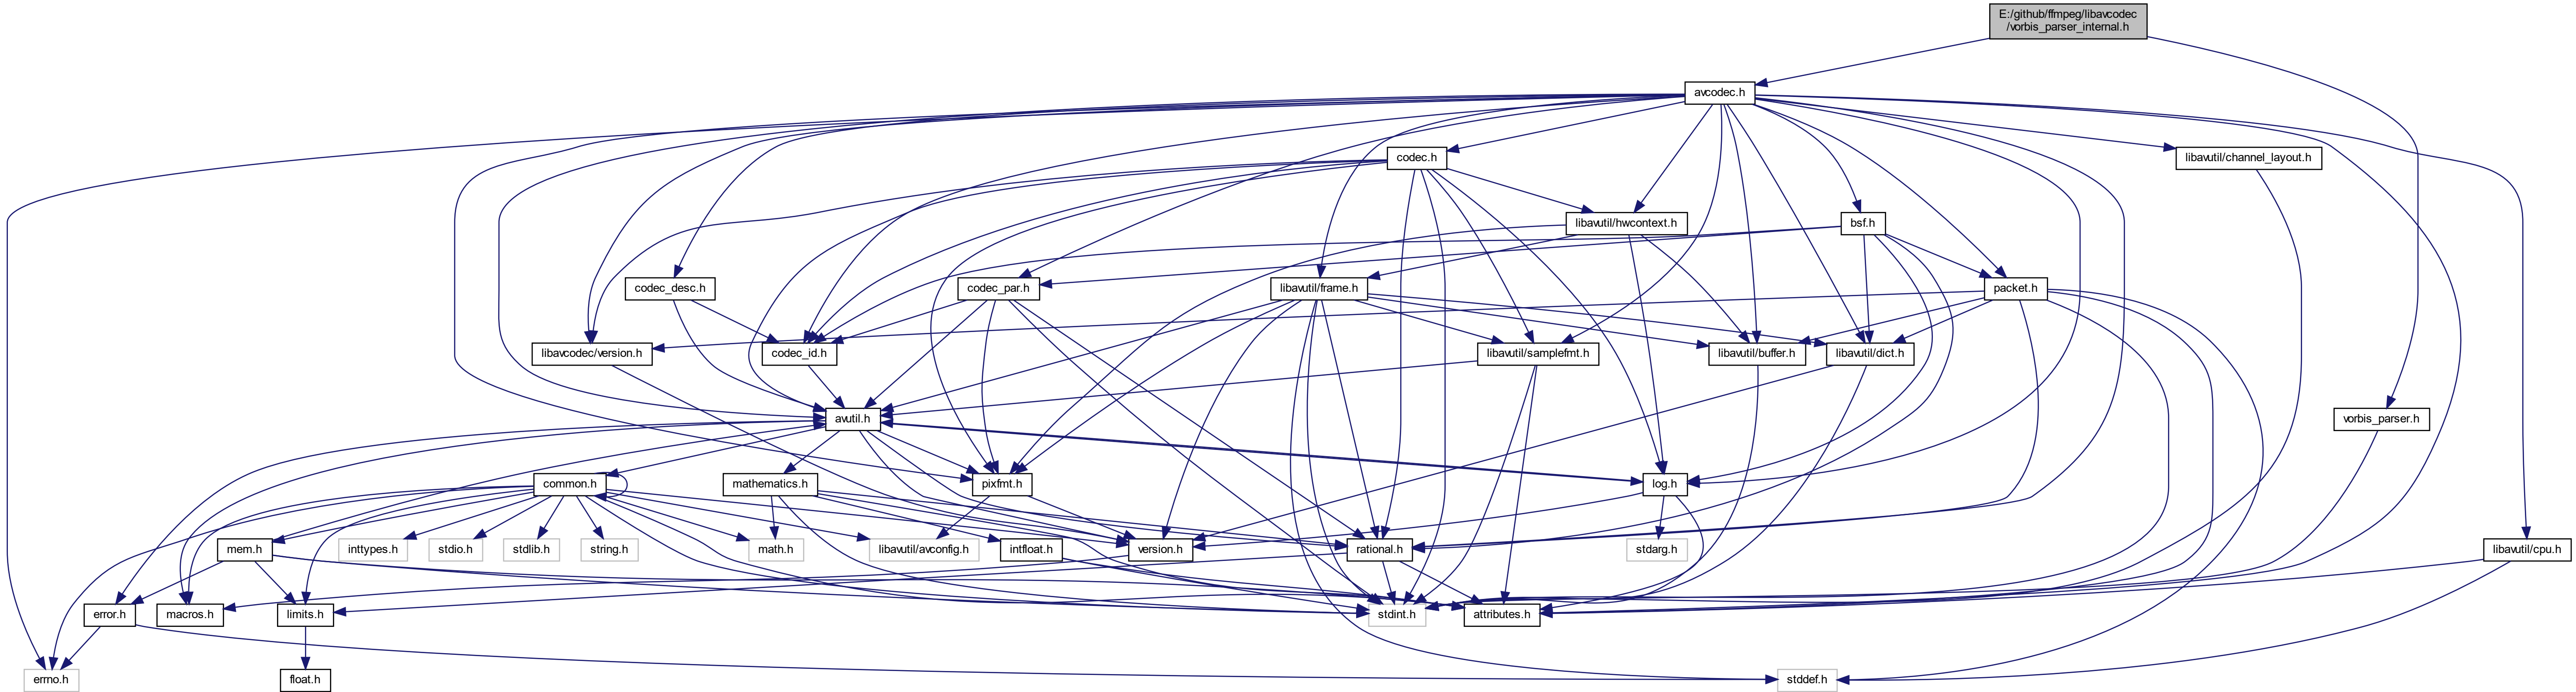 E:/github/ffmpeg/libavcodec
/vorbis_parser_internal.h
avcodec.h
codec.h
libavutil/channel_layout.h
libavutil/hwcontext.h
bsf.h
codec_desc.h
codec_par.h
libavutil/frame.h
packet.h
libavcodec/version.h
codec_id.h
libavutil/samplefmt.h
libavutil/buffer.h
libavutil/dict.h
avutil.h
vorbis_parser.h
common.h
mathematics.h
pixfmt.h
log.h
mem.h
inttypes.h
stdio.h
stdlib.h
string.h
math.h
libavutil/avconfig.h
intfloat.h
version.h
rational.h
stdarg.h
libavutil/cpu.h
error.h
macros.h
limits.h
stdint.h
attributes.h
errno.h
float.h
stddef.h